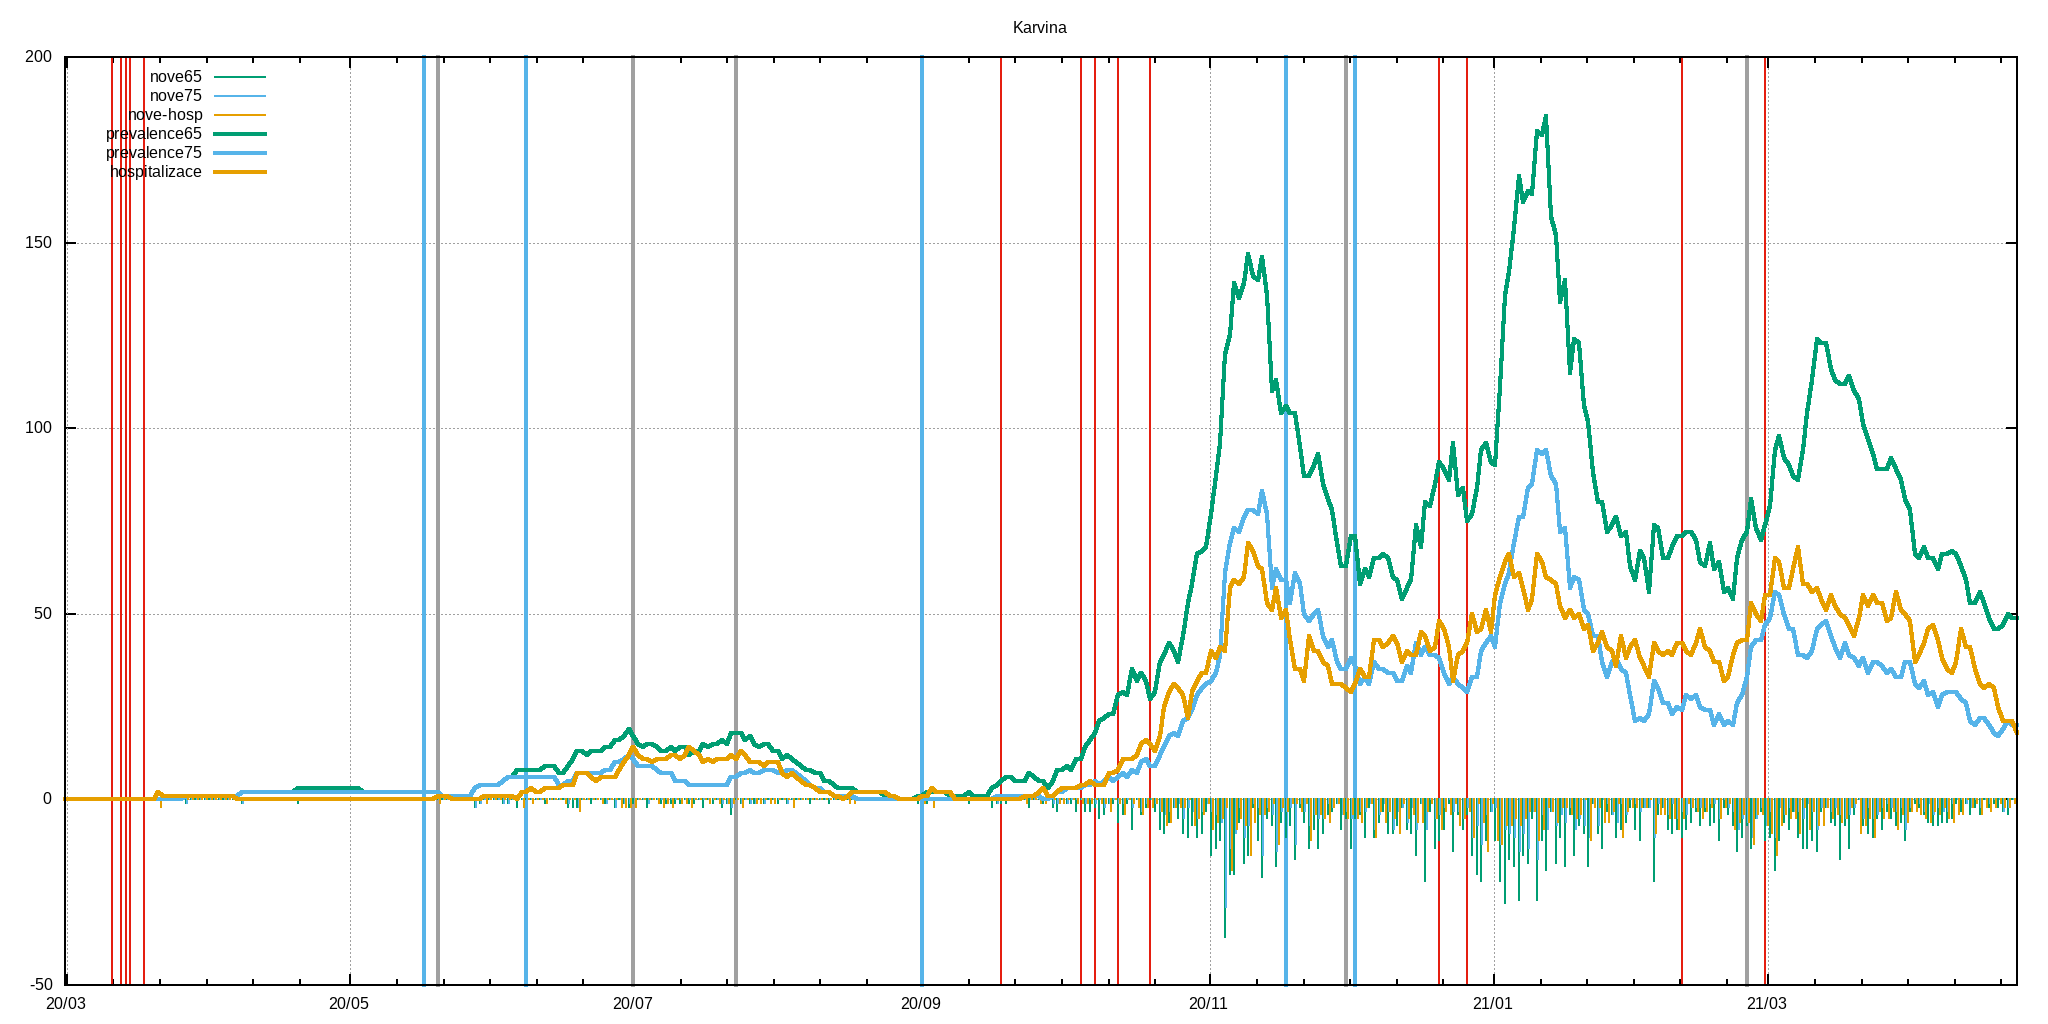 Karvina
200
nove65
nove75
nove-hosp
prevalence65
prevalence75
hospitalizace
150
100
50
0
-50
20/03 20/05 20/07 20/09 20/11 21/01 21/03